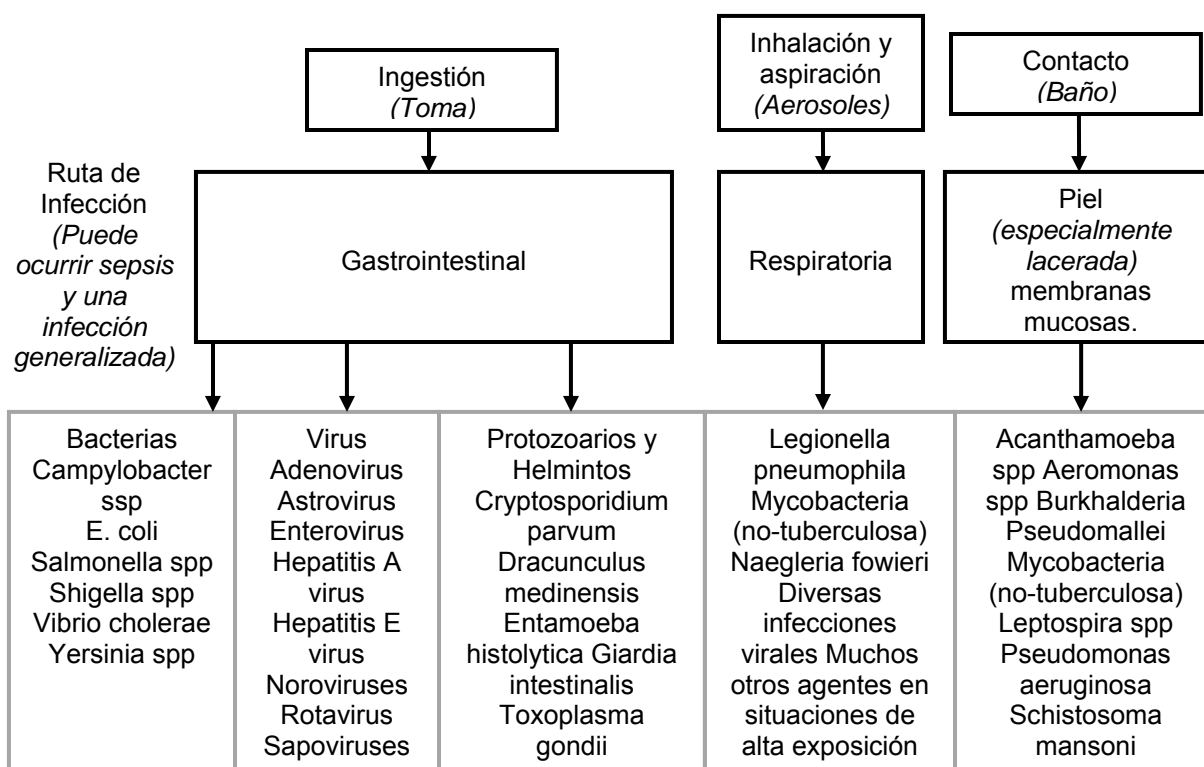 Ingestión
(Toma)
Inhalación y
aspiración
(Aerosoles)
Contacto
(Baño)
Ruta de
Infección
(Puede
ocurrir sepsis
y una
infección
generalizada)
Gastrointestinal
Respiratoria
Piel
(especialmente
lacerada)
membranas
mucosas.
Bacterias
Campylobacter
ssp
E. coli
Salmonella spp
Shigella spp
Vibrio cholerae
Yersinia spp
Virus
Adenovirus
Astrovirus
Enterovirus
Hepatitis A
virus
Hepatitis E
virus
Noroviruses
Rotavirus
Sapoviruses
Protozoarios y
Helmintos
Cryptosporidium
parvum
Dracunculus
medinensis
Entamoeba
histolytica Giardia
intestinalis
Toxoplasma
gondii
Legionella
pneumophila
Mycobacteria
(no-tuberculosa)
Naegleria fowieri
Diversas
infecciones
virales Muchos
otros agentes en
situaciones de
alta exposición
Acanthamoeba
spp Aeromonas
spp Burkhalderia
Pseudomallei
Mycobacteria
(no-tuberculosa)
Leptospira spp
Pseudomonas
aeruginosa
Schistosoma
mansoni